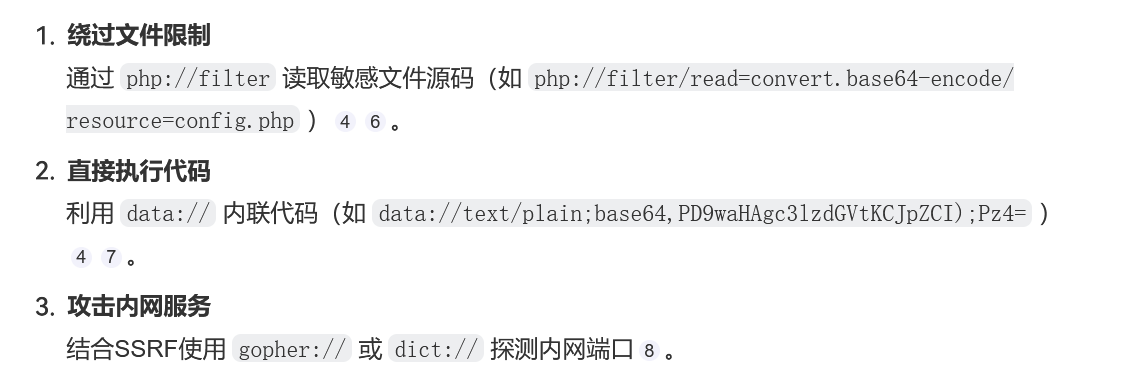 1. 绕过文件限制
通过 php://filter 读取敏感文件源码（如 php://filter/read=convert.base64-encode/
resource=config.php ） 4 6 。
2. 直接执行代码
利用 data:// 内联代码（如 data://text/plain;base64,PD9waHAgc3lzdGVtKCJpZCI);Pz4= ）
4 7 。
3. 攻击内网服务
结合SSRF使用 gopher:// 或 dict:// 探测内网端口 8 。